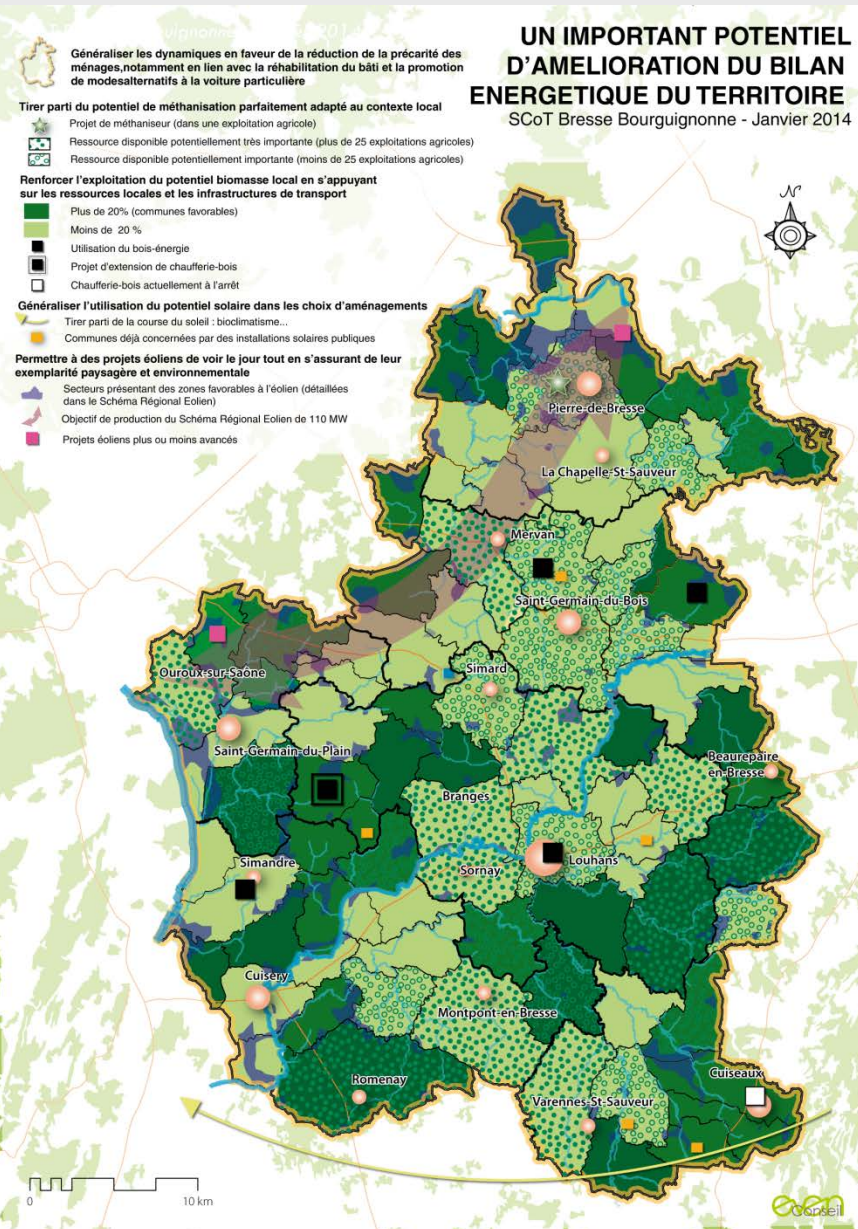 UN IMPORTANT POTENTIEL
D'AMELIORATION DU BILAN
ENERGETIQUE DU TERRITOIRE
SCoT Bresse Bourguignonne - Janvier 2014
Généraliser les dynamiques en faveur de la réduction de la précarité des
ménages,notamment en lien avec la réhabilitation du bâti et la promotion
de modesalternatifs à la voiture particulière
Tirer parti du potentiel de méthanisation parfaitement adapté au contexte local
Projet de méthaniseur (dans une exploitation agricole)
Ressource disponible potentiellement très importante (plus de 25 exploitations agricoles)
Ressource disponible potentiellement importante (moins de 25 exploitations agricoles)
Renforcer l'exploitation du potentiel biomasse local en s'appuyant
sur les ressources locales et les infrastructures de transport
Plus de 20% (communes favorables)
Moins de 20 %
Utilisation du bois-énergie
Projet d'extension de chaufferie-bois
Chaufferie-bois actuellement à l'arrêt
Généraliser l'utilisation du potentiel solaire dans les choix d'aménagements
Tirer parti de la course du soleil : bioclimatisme...
Communes déjà concernées par des installations solaires publiques
Permettre à des projets éoliens de voir le jour tout en s'assurant de leur
exemplarité paysagère et environnementale
Secteurs présentant des zones favorables à l'éolien (détaillées
dans le Schéma Régional Eolien)
Objectif de production du Schéma Régional Eolien de 110 MW
Projets éoliens plus ou moins avancés
N
Pierre-de-Bresse
La Chapelle-St-Sauveur
Mervan
Saint-Germain-du-Bois
Simard
Ouroux-sur-Saône
Saint-Germain-du-Plain
Beaurepaire
en-Bresse
Branges
Louhans
Sornay
Simandre
Cuisery
Montpont-en-Bresse
Romenay
Cuiseaux
Varennes-St-Sauveur
0 10 km
even
Conseil